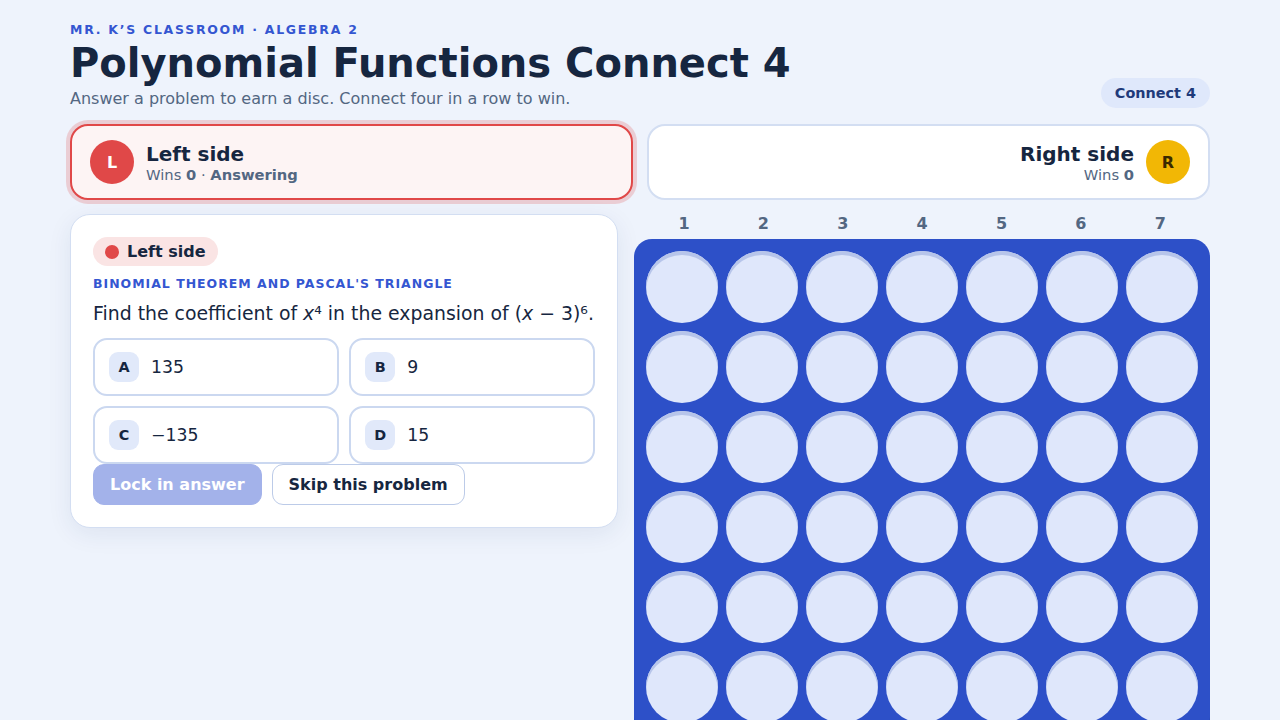 MR. K’S CLASSROOM · ALGEBRA 2
Polynomial Functions Connect 4
Answer a problem to earn a disc. Connect four in a row to win.
Connect 4
L
Left side
Wins 0 · Answering
Right side
Wins 0
R
Left side
BINOMIAL THEOREM AND PASCAL'S TRIANGLE
Find the coefficient of x⁴ in the expansion of (x − 3)⁶.
A 135
B 9
C −135
D 15
Lock in answer
Skip this problem
1 2 3 4 5 6 7